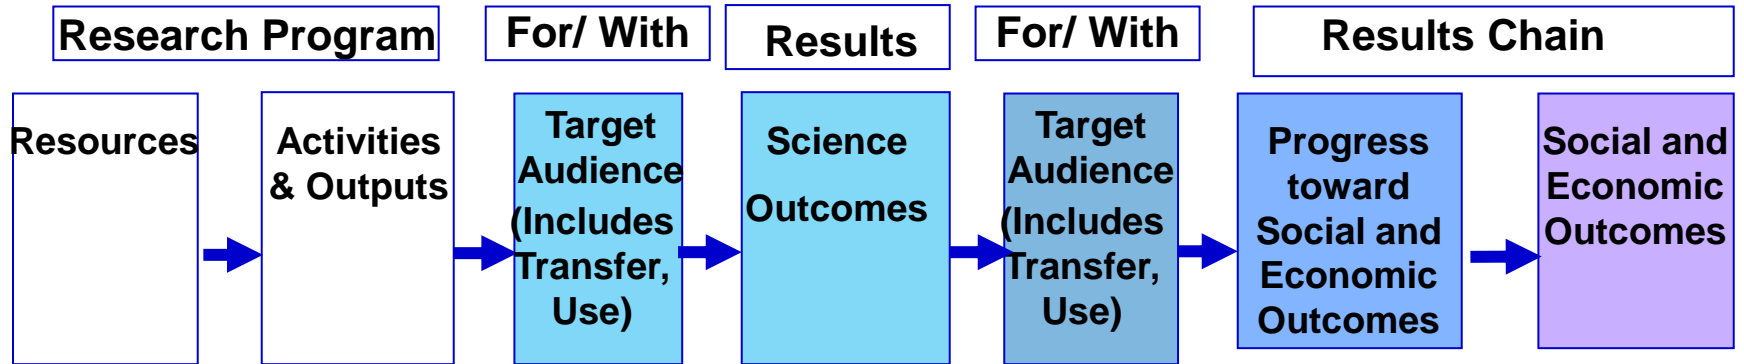 Research Program
For/ With
Results
For/ With
Results Chain
Resources
Activities
& Outputs
Target
Audience
(Includes
Transfer,
Use)
Science
Outcomes
Target
Audience
(Includes
Transfer,
Use)
Progress
toward
Social and
Economic
Outcomes
Social and
Economic
Outcomes